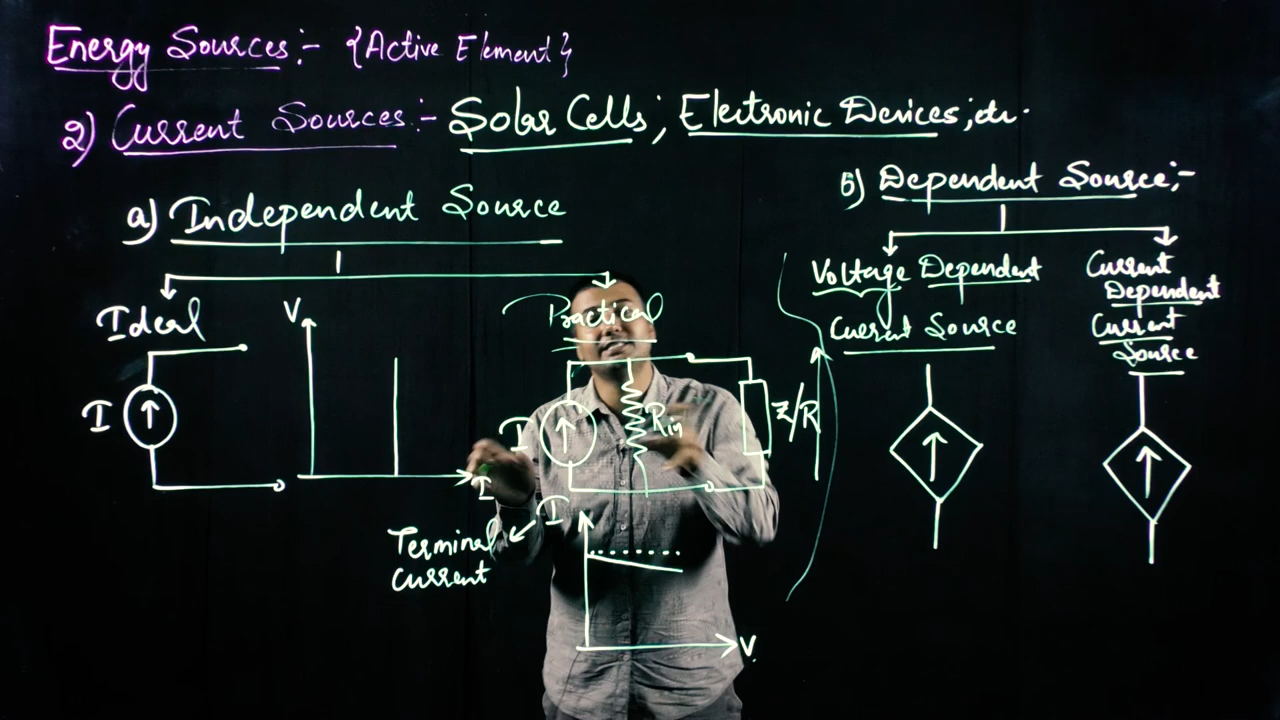 Energy Sources:- {Active Element}
2) Current Sources:- Solar Cells; Electronic Devices; etc.
a) Independent Source
Ideal
I
V
I
Practical
I
Rin
Z/R
Terminal
current
I
V
b) Dependent Source:-
Voltage Dependent
Current Source
Current
Dependent
Current
Source